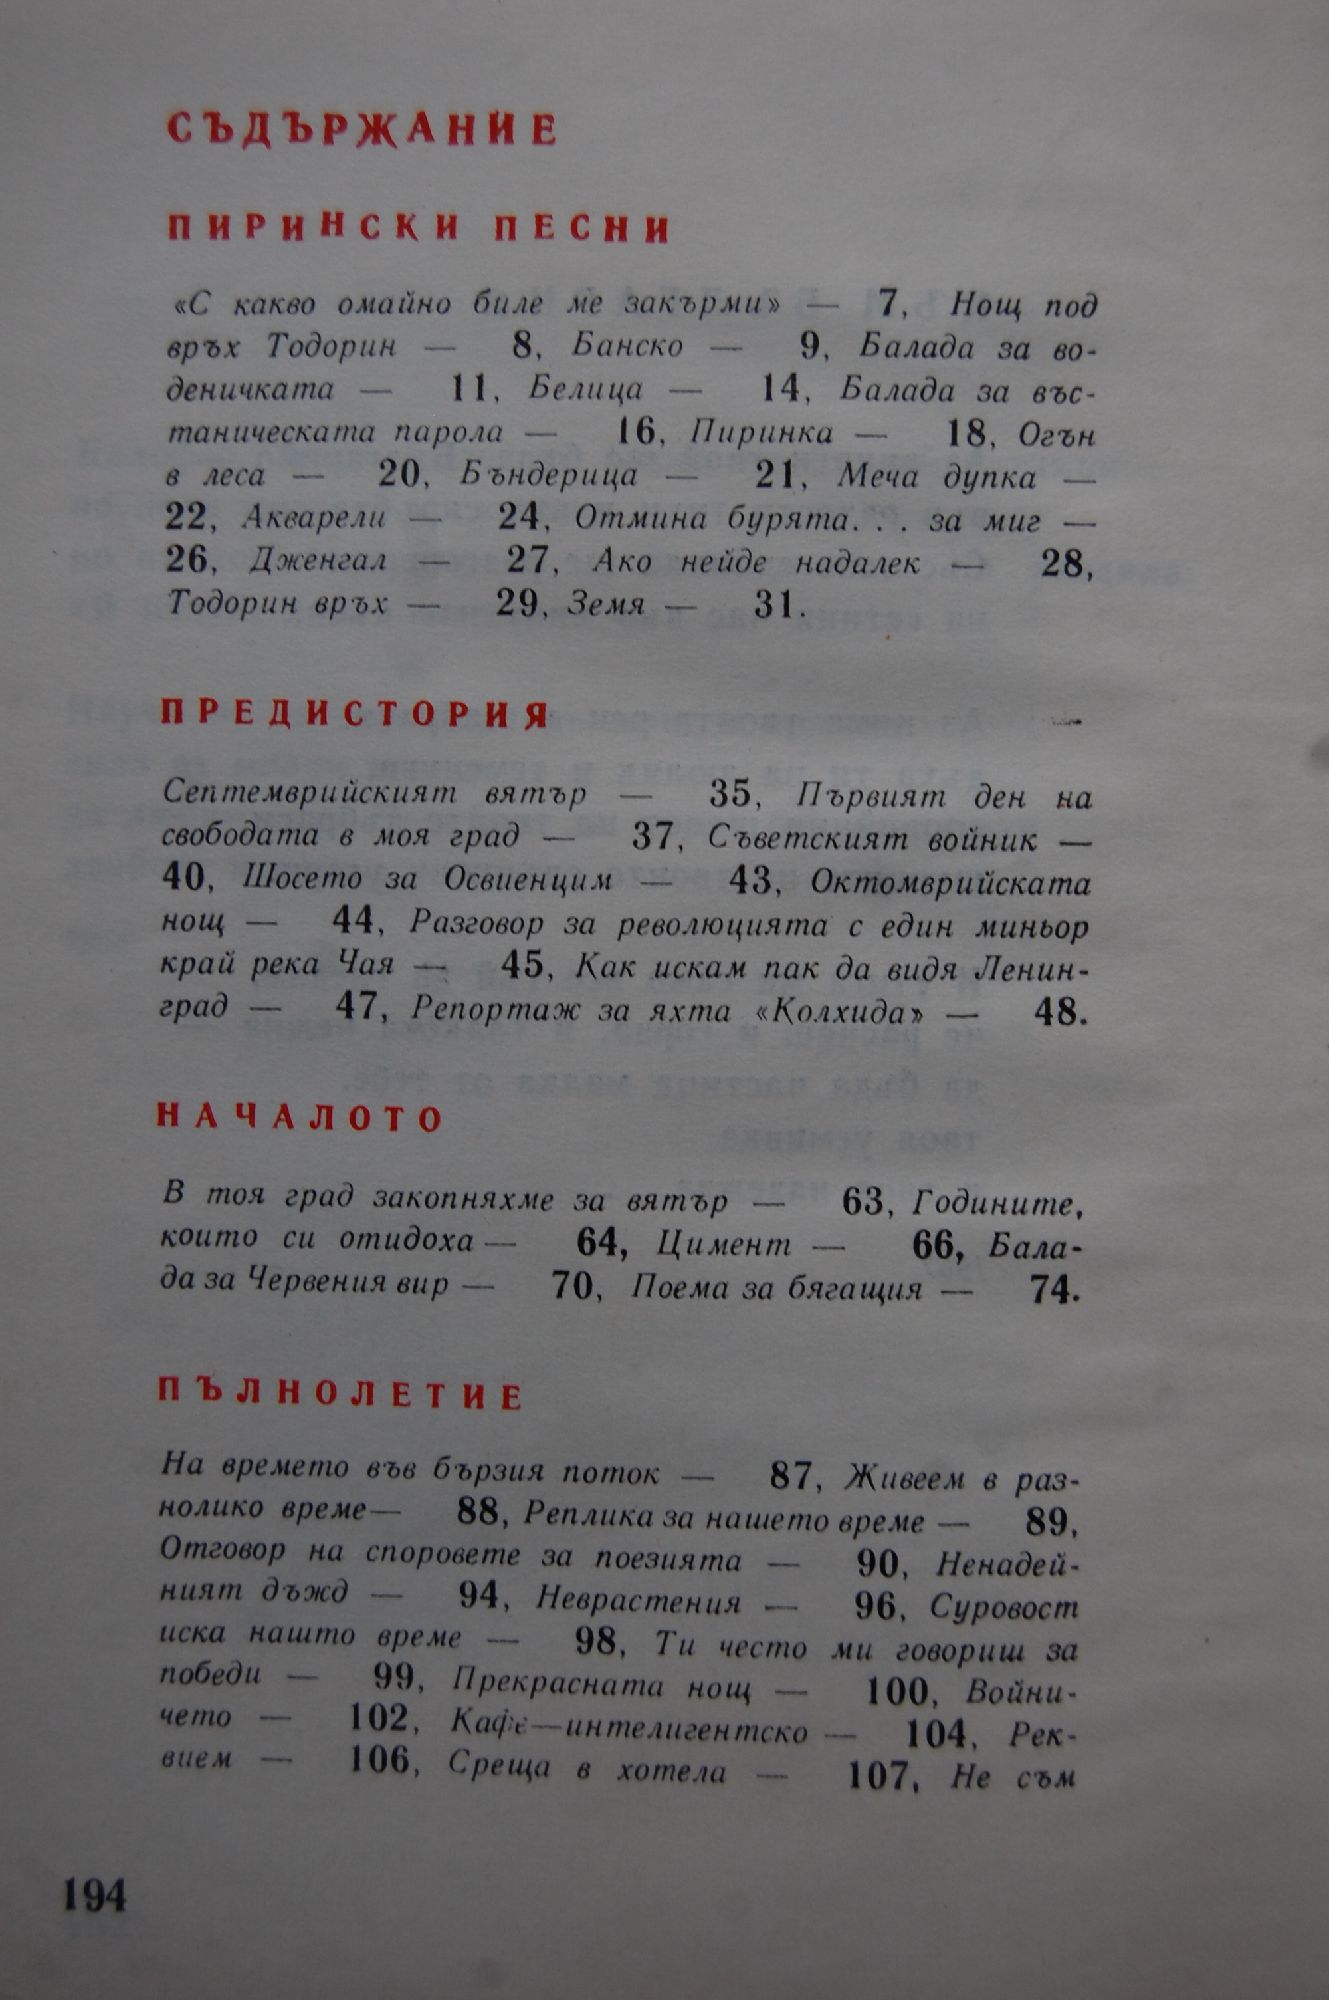 СЪДЪРЖАНИЕ
ПИРИНСКИ ПЕСНИ
«С какво омайно биле ме закърми» — 7, Нощ под
връх Тодорин — 8, Банско — 9, Балада за во-
деничката — 11, Белица — 14, Балада за въс-
таническата парола — 16, Пиринка — 18, Огън
в леса — 20, Бъндерица — 21, Меча дупка —
22, Акварели — 24, Отмина бурята. . . за миг —
26, Дженгал — 27, Ако нейде надалек — 28,
Тодорин връх — 29, Земя — 31.
ПРЕДИСТОРИЯ
Септемврийският вятър — 35, Първият ден на
свободата в моя град — 37, Съветският войник —
40, Шосето за Освиенцим — 43, Октомврийската
нощ — 44, Разговор за революцията с един миньор
край река Чая — 45, Как искам пак да видя Ленин-
град — 47, Репортаж за яхта «Колхида» — 48.
НАЧАЛОТО
В тоя град закопняхме за вятър — 63, Годините,
които си отидоха — 64, Цимент — 66, Бала-
да за Червения вир — 70, Поема за бягащия — 74.
ПЪЛНОЛЕТИЕ
На времето във бързия поток — 87, Живеем в раз-
нолико време— 88, Реплика за нашето време — 89,
Отговор на споровете за поезията — 90, Ненадей-
ният дъжд — 94, Неврастения — 96, Суровост
иска нашто време — 98, Ти често ми говориш за
победи — 99, Прекрасната нощ — 100, Войни-
чето — 102, Кафе—интелигентско — 104, Рек-
вием — 106, Среща в хотела — 107, Не съм
194